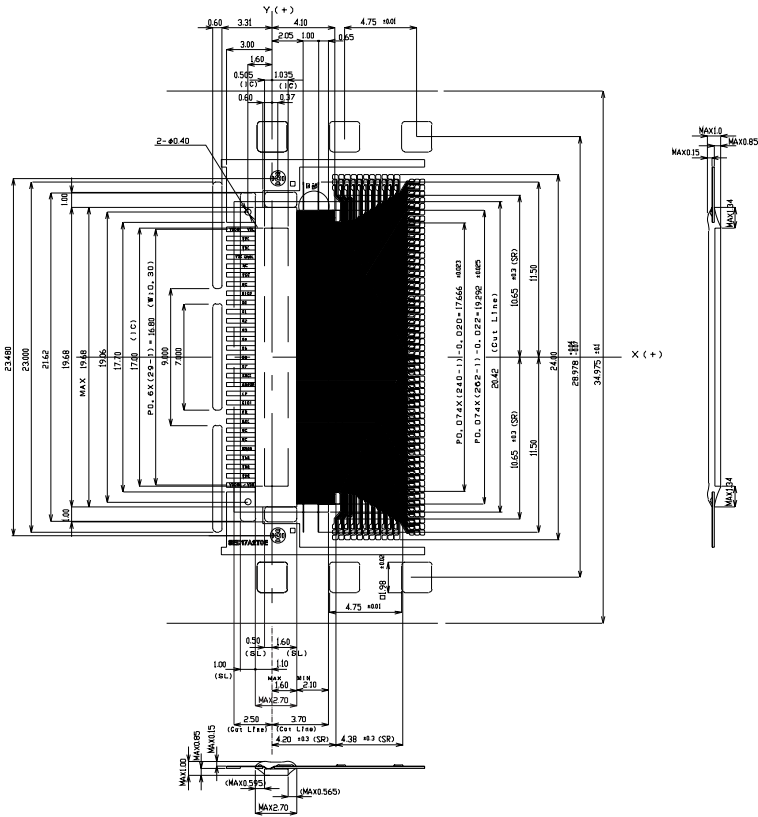 Y(+)
0.60
3.31
4.10
4.75 ±0.01
2.05
1.00
0.65
3.00
1.60
0.505
(IC)
1.035
(IC)
0.60
0.37
2-φ0.40
MAX1.0
MAX0.85
MAX0.15
MAX1.34
1.00
23.480
23.000
21.62
19.68
MAX 19.68
19.06
17.70
17.00 (IC)
P0.6X(29-1)=16.80 (W:0.30)
9.000
7.000
P0.074X(240-1)-0.020=17.666 ±0.023
P0.074X(262-1)-0.022=19.292 ±0.025
20.42 (Cut Line)
10.65 ±0.3 (SR)
11.50
24.00
28.978
34.975 ±0.1
X(+)
10.65 ±0.3 (SR)
11.50
1.00
MAX1.34
□1.98 ±0.02
4.75 ±0.01
0.50
(SL)
1.60
(SL)
1.00
(SL)
1.10
MAX
MIN
1.60
2.10
MAX2.70
2.50
(Cut Line)
3.70
(Cut Line)
4.20 ±0.3 (SR)
4.38 ±0.3 (SR)
MAX1.00
MAX0.85
MAX0.15
(MAX0.595)
(MAX0.565)
MAX2.70